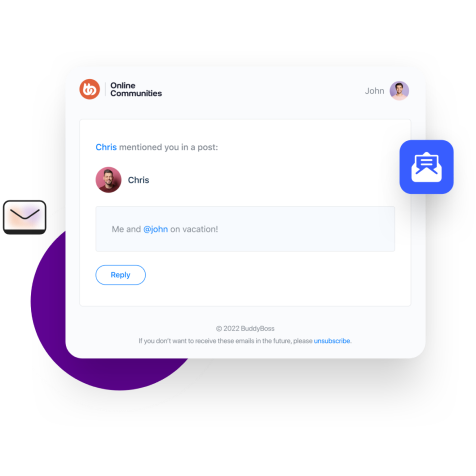 Online
Communities
John
Chris mentioned you in a post:
Chris
Me and @john on vacation!
Reply
© 2022 BuddyBoss
If you don't want to receive these emails in the future, please unsubscribe.